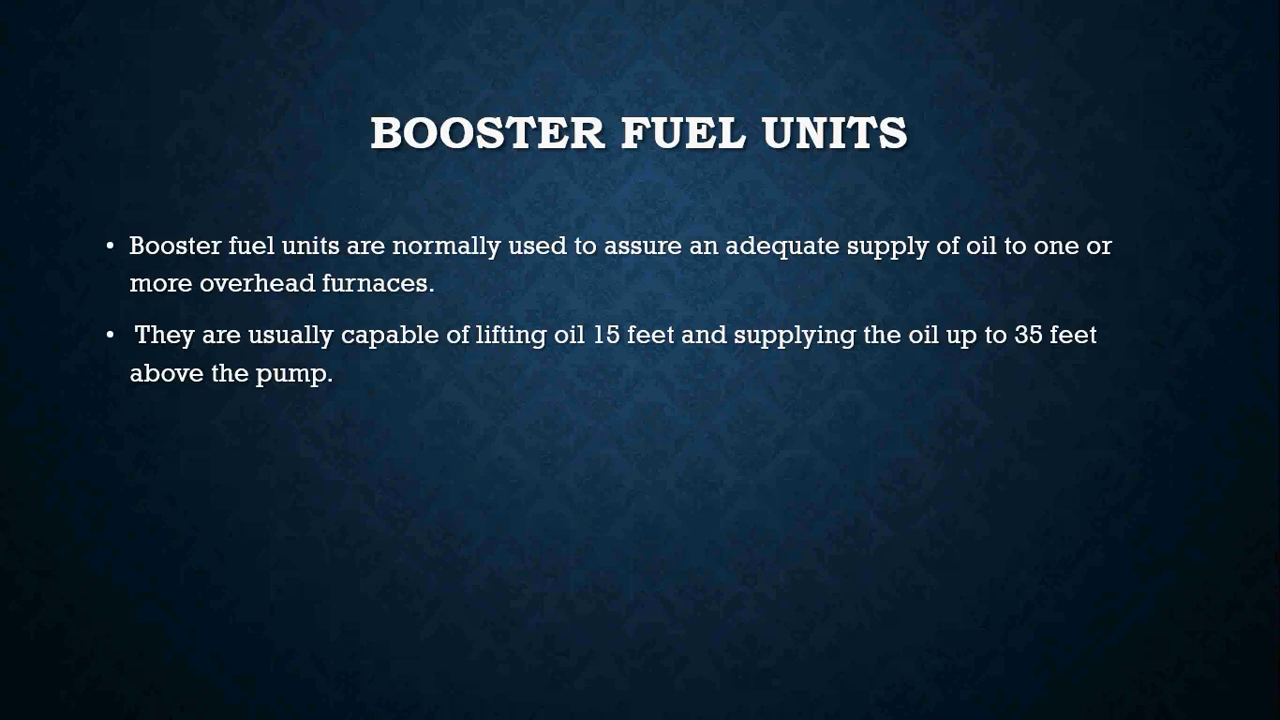 BOOSTER FUEL UNITS
• Booster fuel units are normally used to assure an adequate supply of oil to one or
more overhead furnaces.
• They are usually capable of lifting oil 15 feet and supplying the oil up to 35 feet
above the pump.